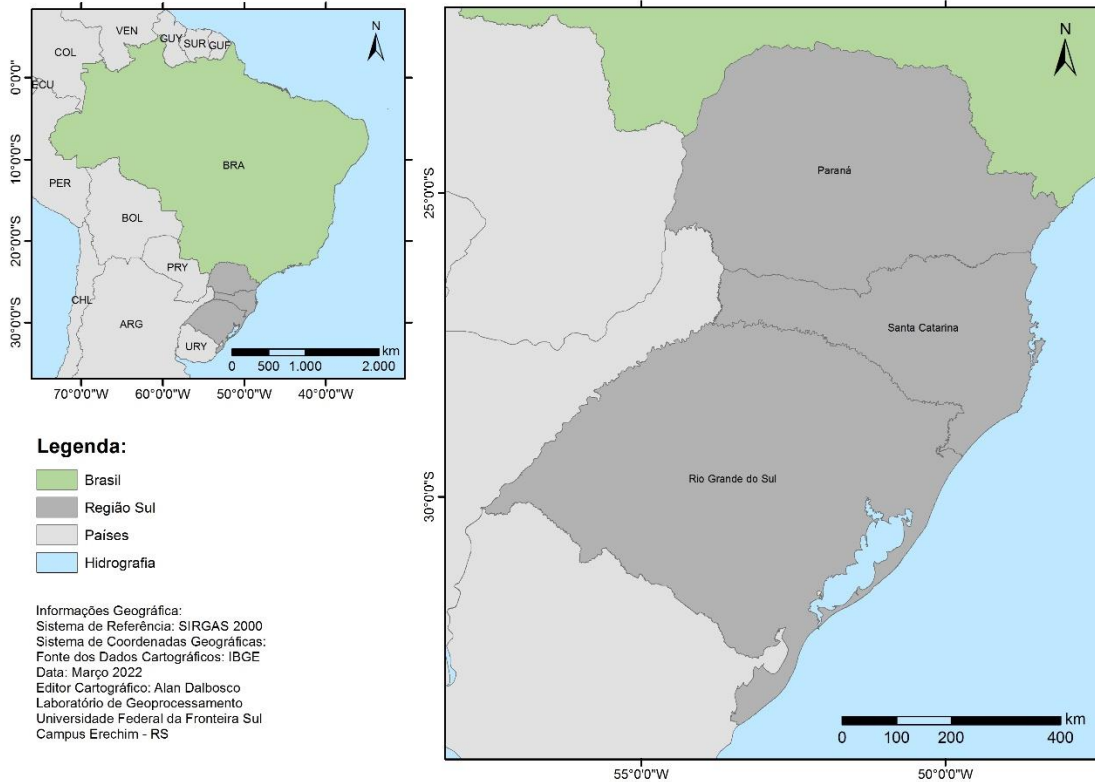 VEN
GUY
SUR
GUF
COL
ECU
PER
BRA
BOL
PRY
CHL
ARG
URY
N
0°0'0"
10°0'0"S
20°0'0"S
30°0'0"S
70°0'0"W
60°0'0"W
50°0'0"W
40°0'0"W
km
0 500 1.000 2.000
Legenda:
Brasil
Região Sul
Países
Hidrografia
Informações Geográfica:
Sistema de Referência: SIRGAS 2000
Sistema de Coordenadas Geográficas:
Fonte dos Dados Cartográficos: IBGE
Data: Março 2022
Editor Cartográfico: Alan Dalbosco
Laboratório de Geoprocessamento
Universidade Federal da Fronteira Sul
Campus Erechim - RS
N
Paraná
Santa Catarina
Rio Grande do Sul
25°0'0"S
30°0'0"S
km
0 100 200 400
55°0'0"W
50°0'0"W